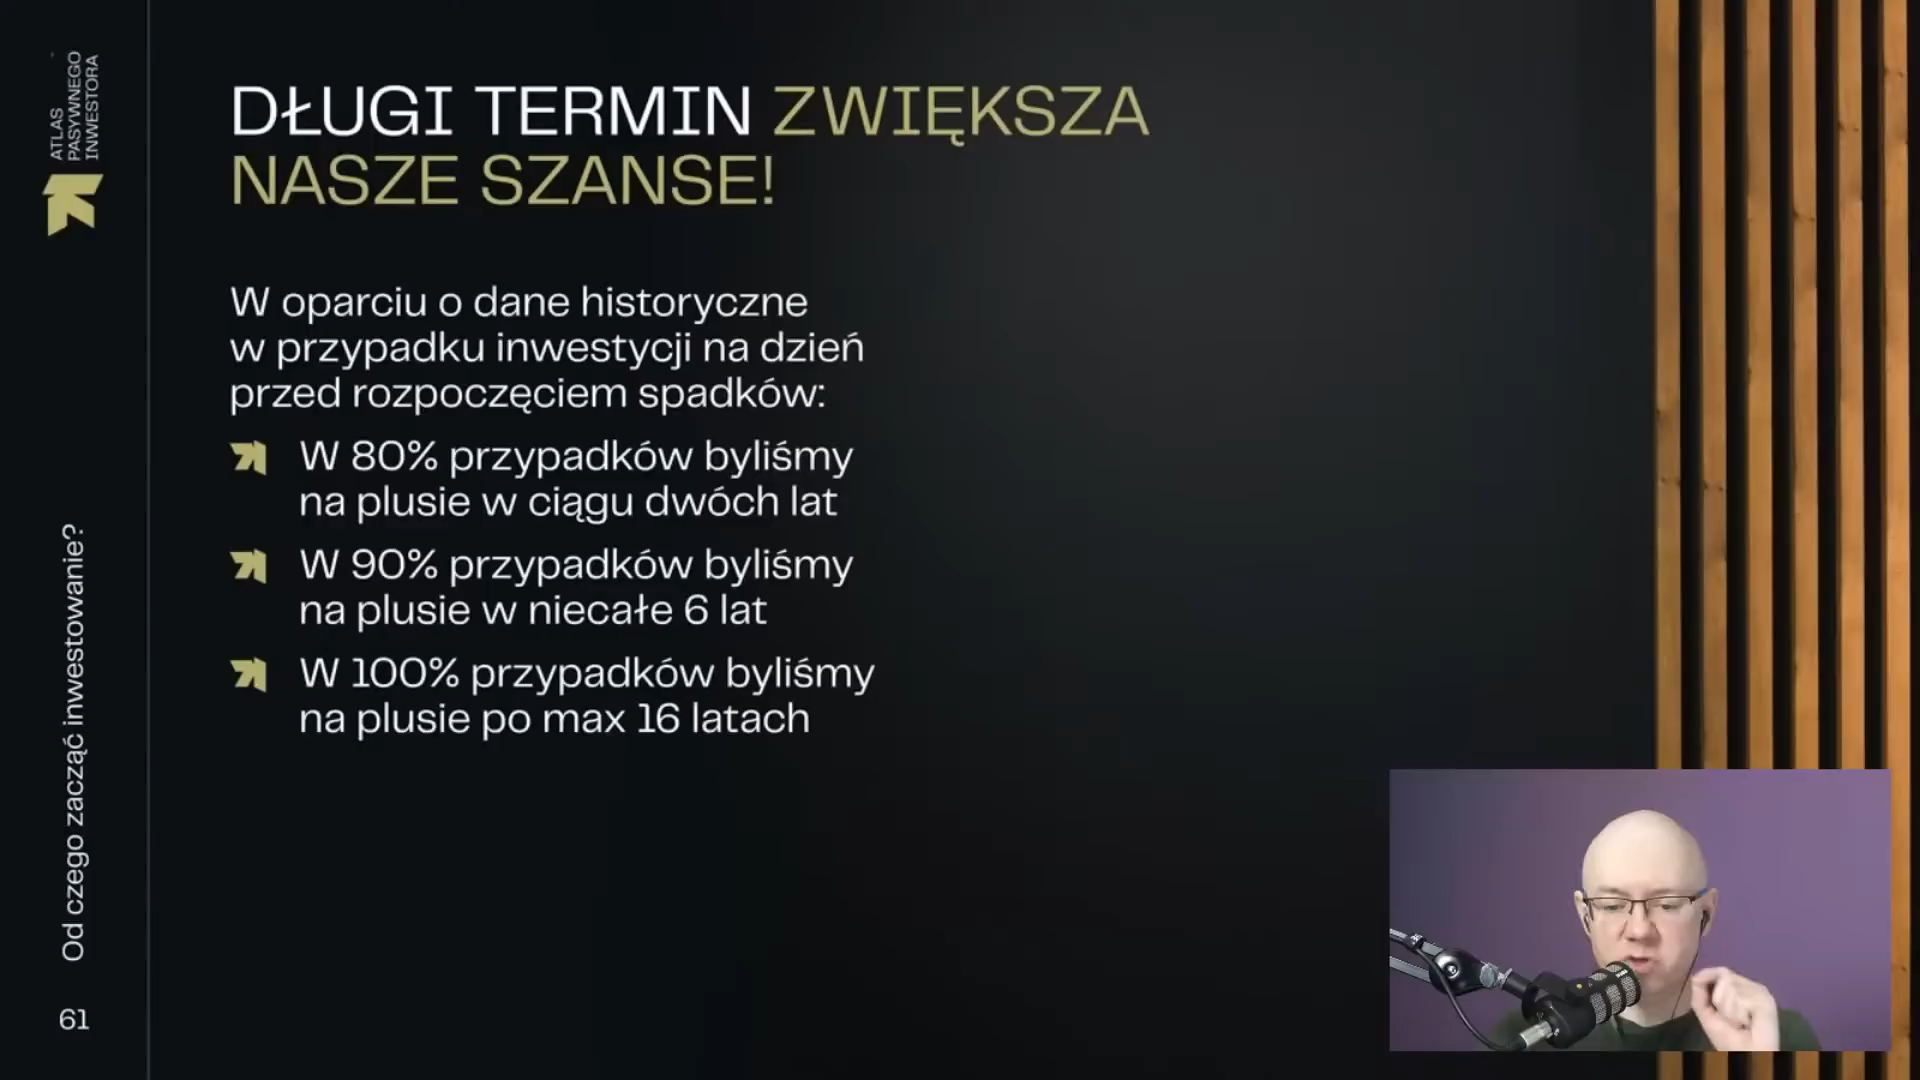 ATLAS
PASYWNEGO
INWESTORA
DŁUGI TERMIN ZWIĘKSZA
NASZE SZANSE!
W oparciu o dane historyczne
w przypadku inwestycji na dzień
przed rozpoczęciem spadków:
W 80% przypadków byliśmy
na plusie w ciągu dwóch lat
W 90% przypadków byliśmy
na plusie w niecałe 6 lat
W 100% przypadków byliśmy
na plusie po max 16 latach
Od czego zacząć inwestowanie?
61